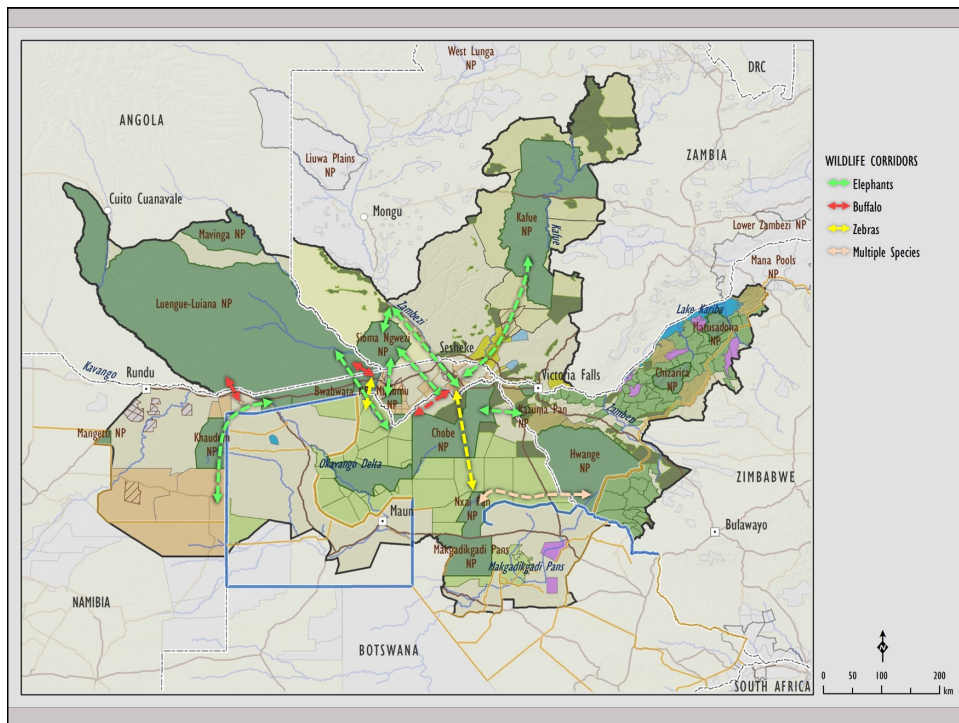 West Lunga
NP
DRC
ANGOLA
ZAMBIA
Liuwa Plains
NP
WILDLIFE CORRIDORS
Elephants
Buffalo
Zebras
Multiple Species
Cuito Cuanavale
Mongu
Kafue
NP
Kafue
Lower Zambezi NP
Mavinga NP
Mana Pools
NP
Luengue-Luiana NP
Zambezi
Lake Kariba
Matusadona
NP
Sioma Ngwezi
NP
Sesheke
Kavango
Rundu
Victoria Falls
Chizarira
NP
Bwabwata
NP
Zambezi
Kazuma Pan
NP
Mangetti NP
Khaudum
NP
Chobe
NP
Okavango Delta
Hwange
NP
ZIMBABWE
Nxai Pan
NP
Maun
Bulawayo
Makgadikgadi Pans
NP
Makgadikgadi Pans
NAMIBIA
BOTSWANA
N
SOUTH AFRICA
0 50 100 200
km